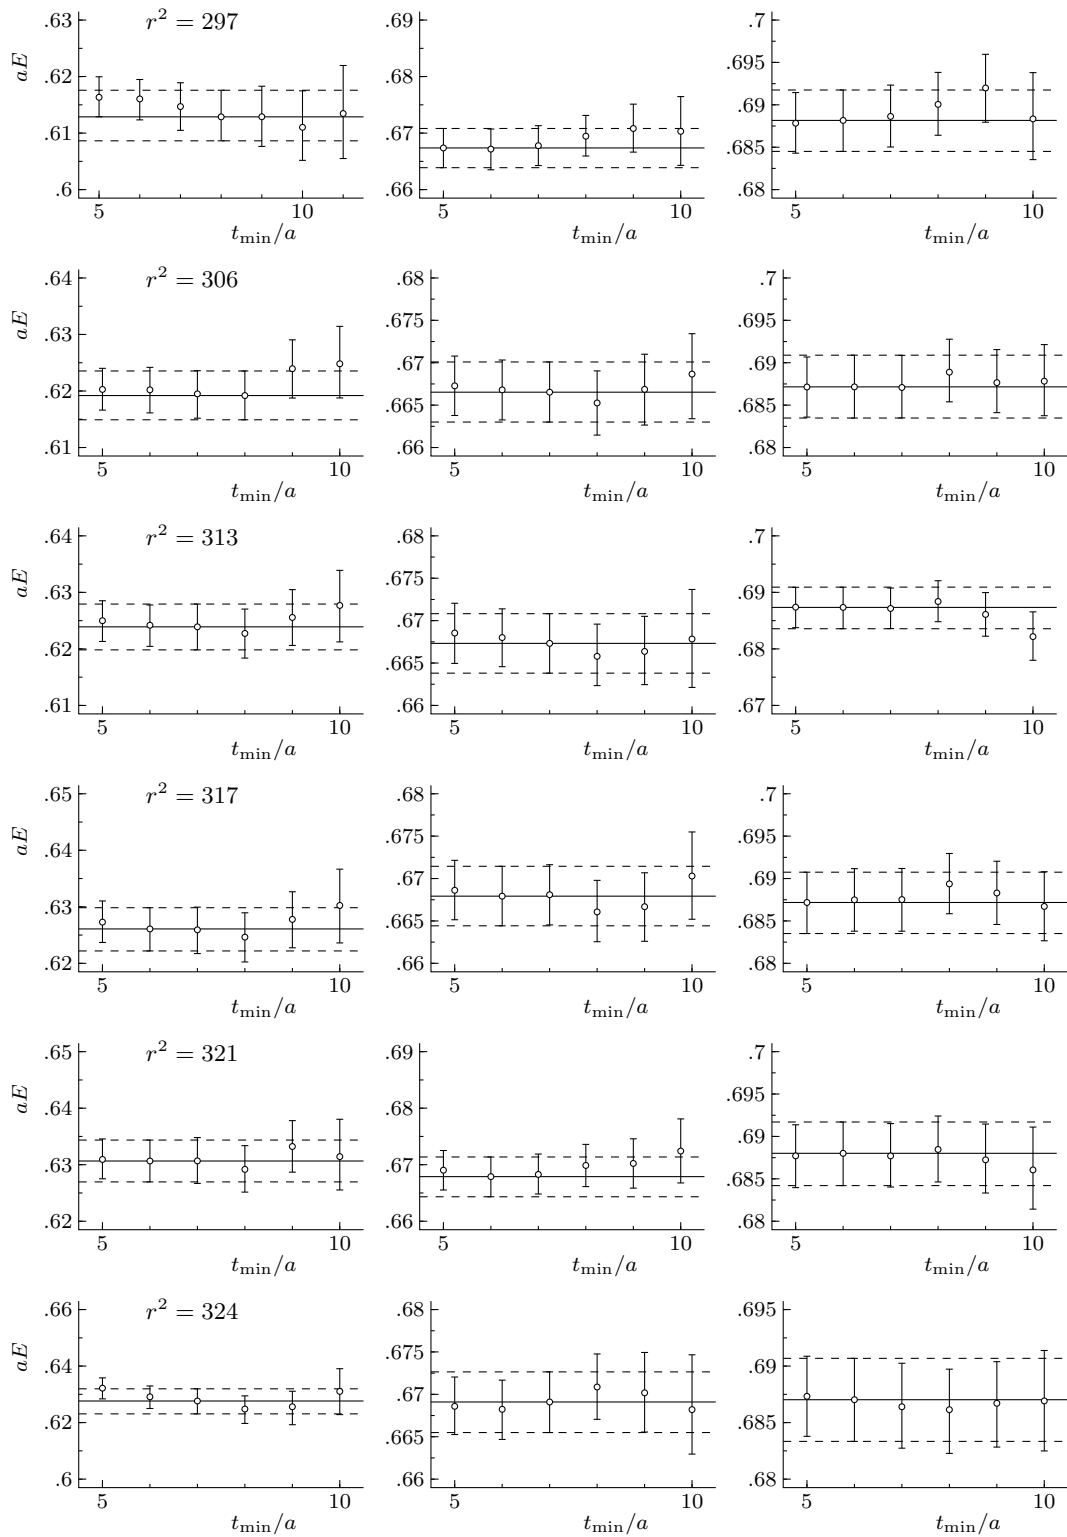 .63 r² = 297 .69 .7
aE .62 .68 .695
.69
.61 .67 .685
.6 .66 .68
5 10 5 10 5 10
t_min/a t_min/a t_min/a
.64 r² = 306 .68 .7
aE .63 .675 .695
.67 .69
.62 .665 .685
.61 .66 .68
5 10 5 10 5 10
t_min/a t_min/a t_min/a
.64 r² = 313 .68 .7
aE .63 .675 .69
.67
.62 .665 .68
.61 .66 .67
5 10 5 10 5 10
t_min/a t_min/a t_min/a
.65 r² = 317 .68 .7
aE .64 .675 .695
.63 .67 .69
.665 .685
.62 .66 .68
5 10 5 10 5 10
t_min/a t_min/a t_min/a
.65 r² = 321 .69 .7
aE .64 .68 .695
.69
.63 .67 .685
.62 .66 .68
5 10 5 10 5 10
t_min/a t_min/a t_min/a
.66 r² = 324 .68 .695
aE .64 .675 .69
.67
.62 .665 .685
.6 .66 .68
5 10 5 10 5 10
t_min/a t_min/a t_min/a